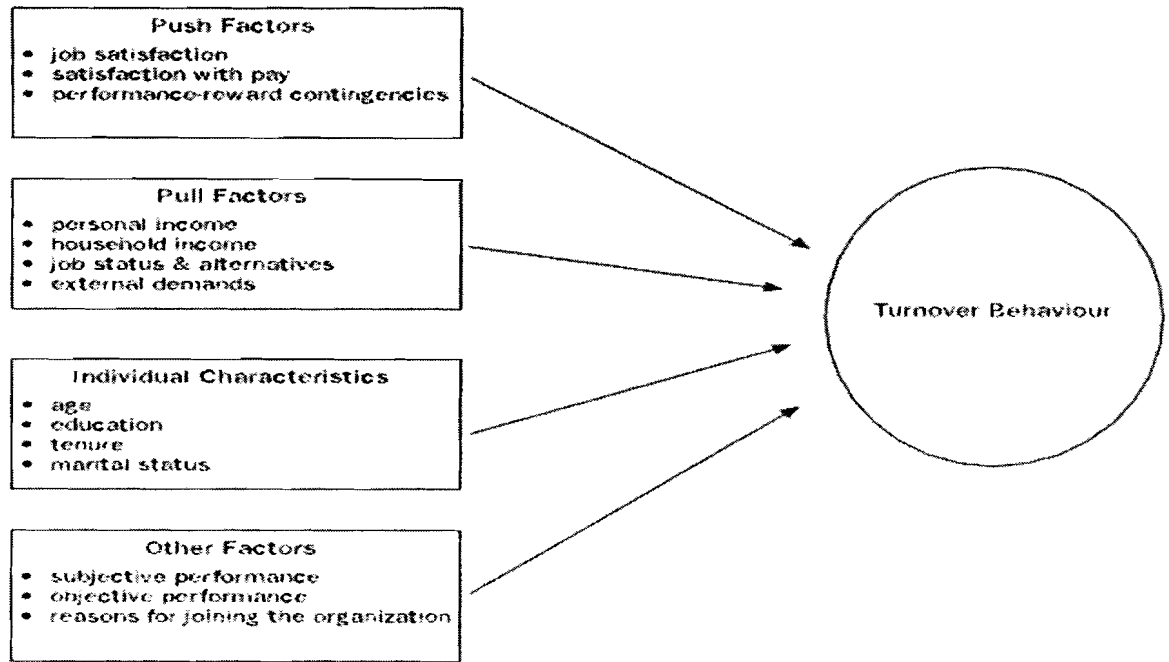 Push Factors
• job satisfaction
• satisfaction with pay
• performance-reward contingencies
Pull Factors
• personal income
• household income
• job status & alternatives
• external demands
Individual Characteristics
• age
• education
• tenure
• marital status
Other Factors
• subjective performance
• objective performance
• reasons for joining the organization
Turnover Behaviour